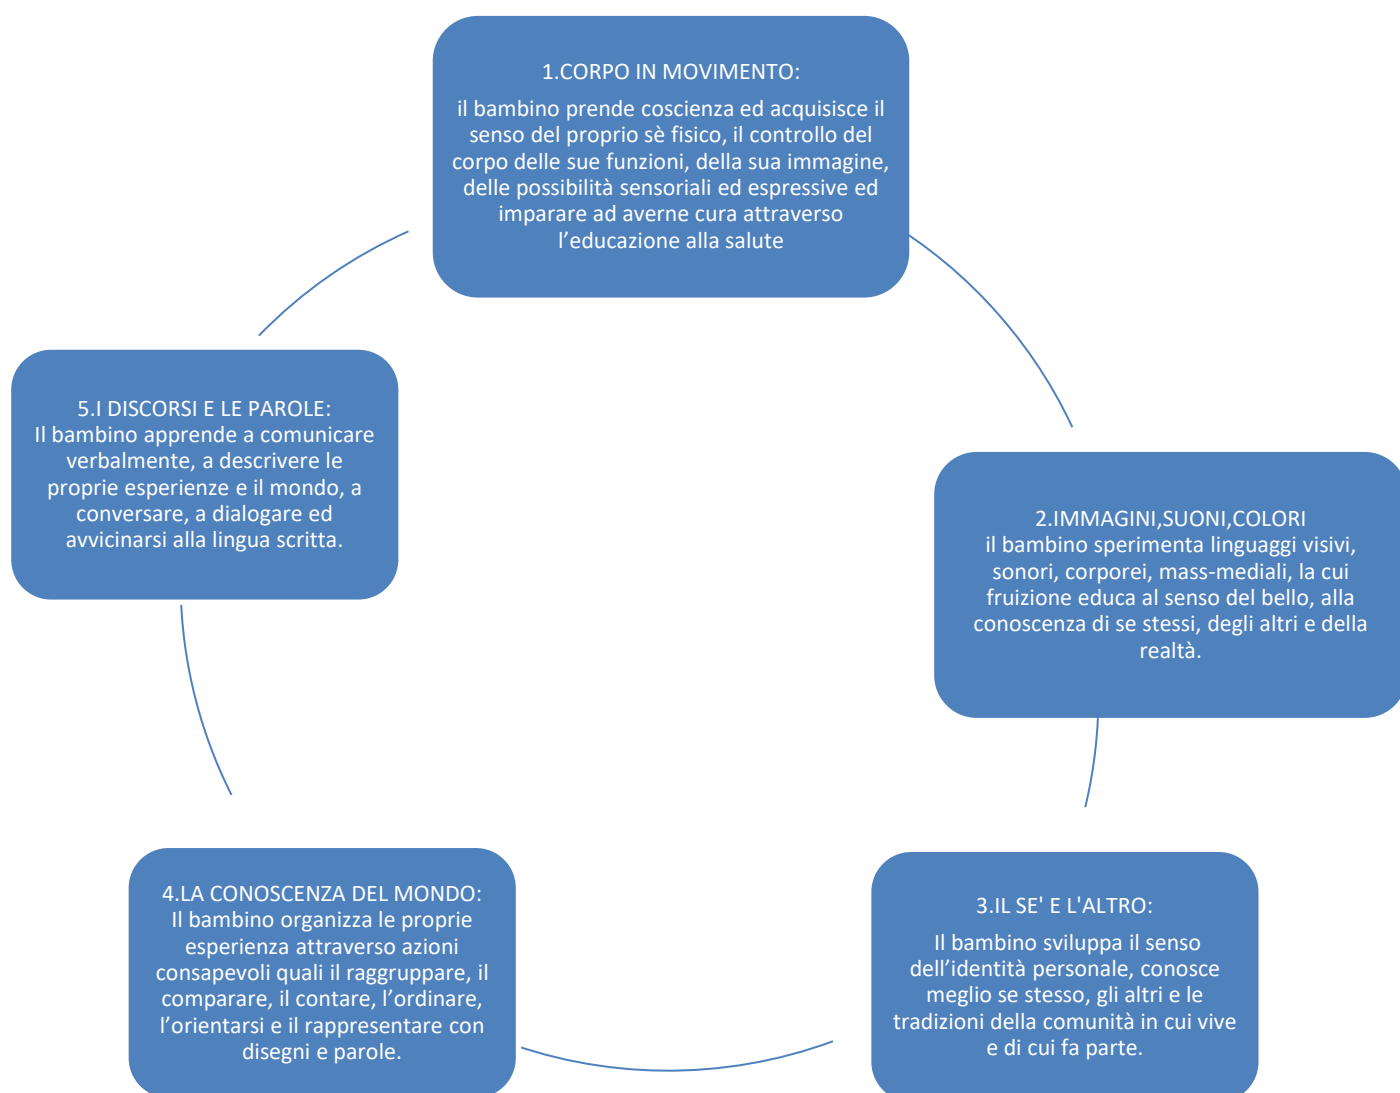 1.CORPO IN MOVIMENTO:
il bambino prende coscienza ed acquisisce il
senso del proprio sè fisico, il controllo del
corpo delle sue funzioni, della sua immagine,
delle possibilità sensoriali ed espressive ed
imparare ad averne cura attraverso
l’educazione alla salute
2.IMMAGINI,SUONI,COLORI
il bambino sperimenta linguaggi visivi,
sonori, corporei, mass-mediali, la cui
fruizione educa al senso del bello, alla
conoscenza di se stessi, degli altri e della
realtà.
3.IL SE' E L'ALTRO:
Il bambino sviluppa il senso
dell’identità personale, conosce
meglio se stesso, gli altri e le
tradizioni della comunità in cui vive
e di cui fa parte.
4.LA CONOSCENZA DEL MONDO:
Il bambino organizza le proprie
esperienza attraverso azioni
consapevoli quali il raggruppare, il
comparare, il contare, l’ordinare,
l’orientarsi e il rappresentare con
disegni e parole.
5.I DISCORSI E LE PAROLE:
Il bambino apprende a comunicare
verbalmente, a descrivere le
proprie esperienze e il mondo, a
conversare, a dialogare ed
avvicinarsi alla lingua scritta.